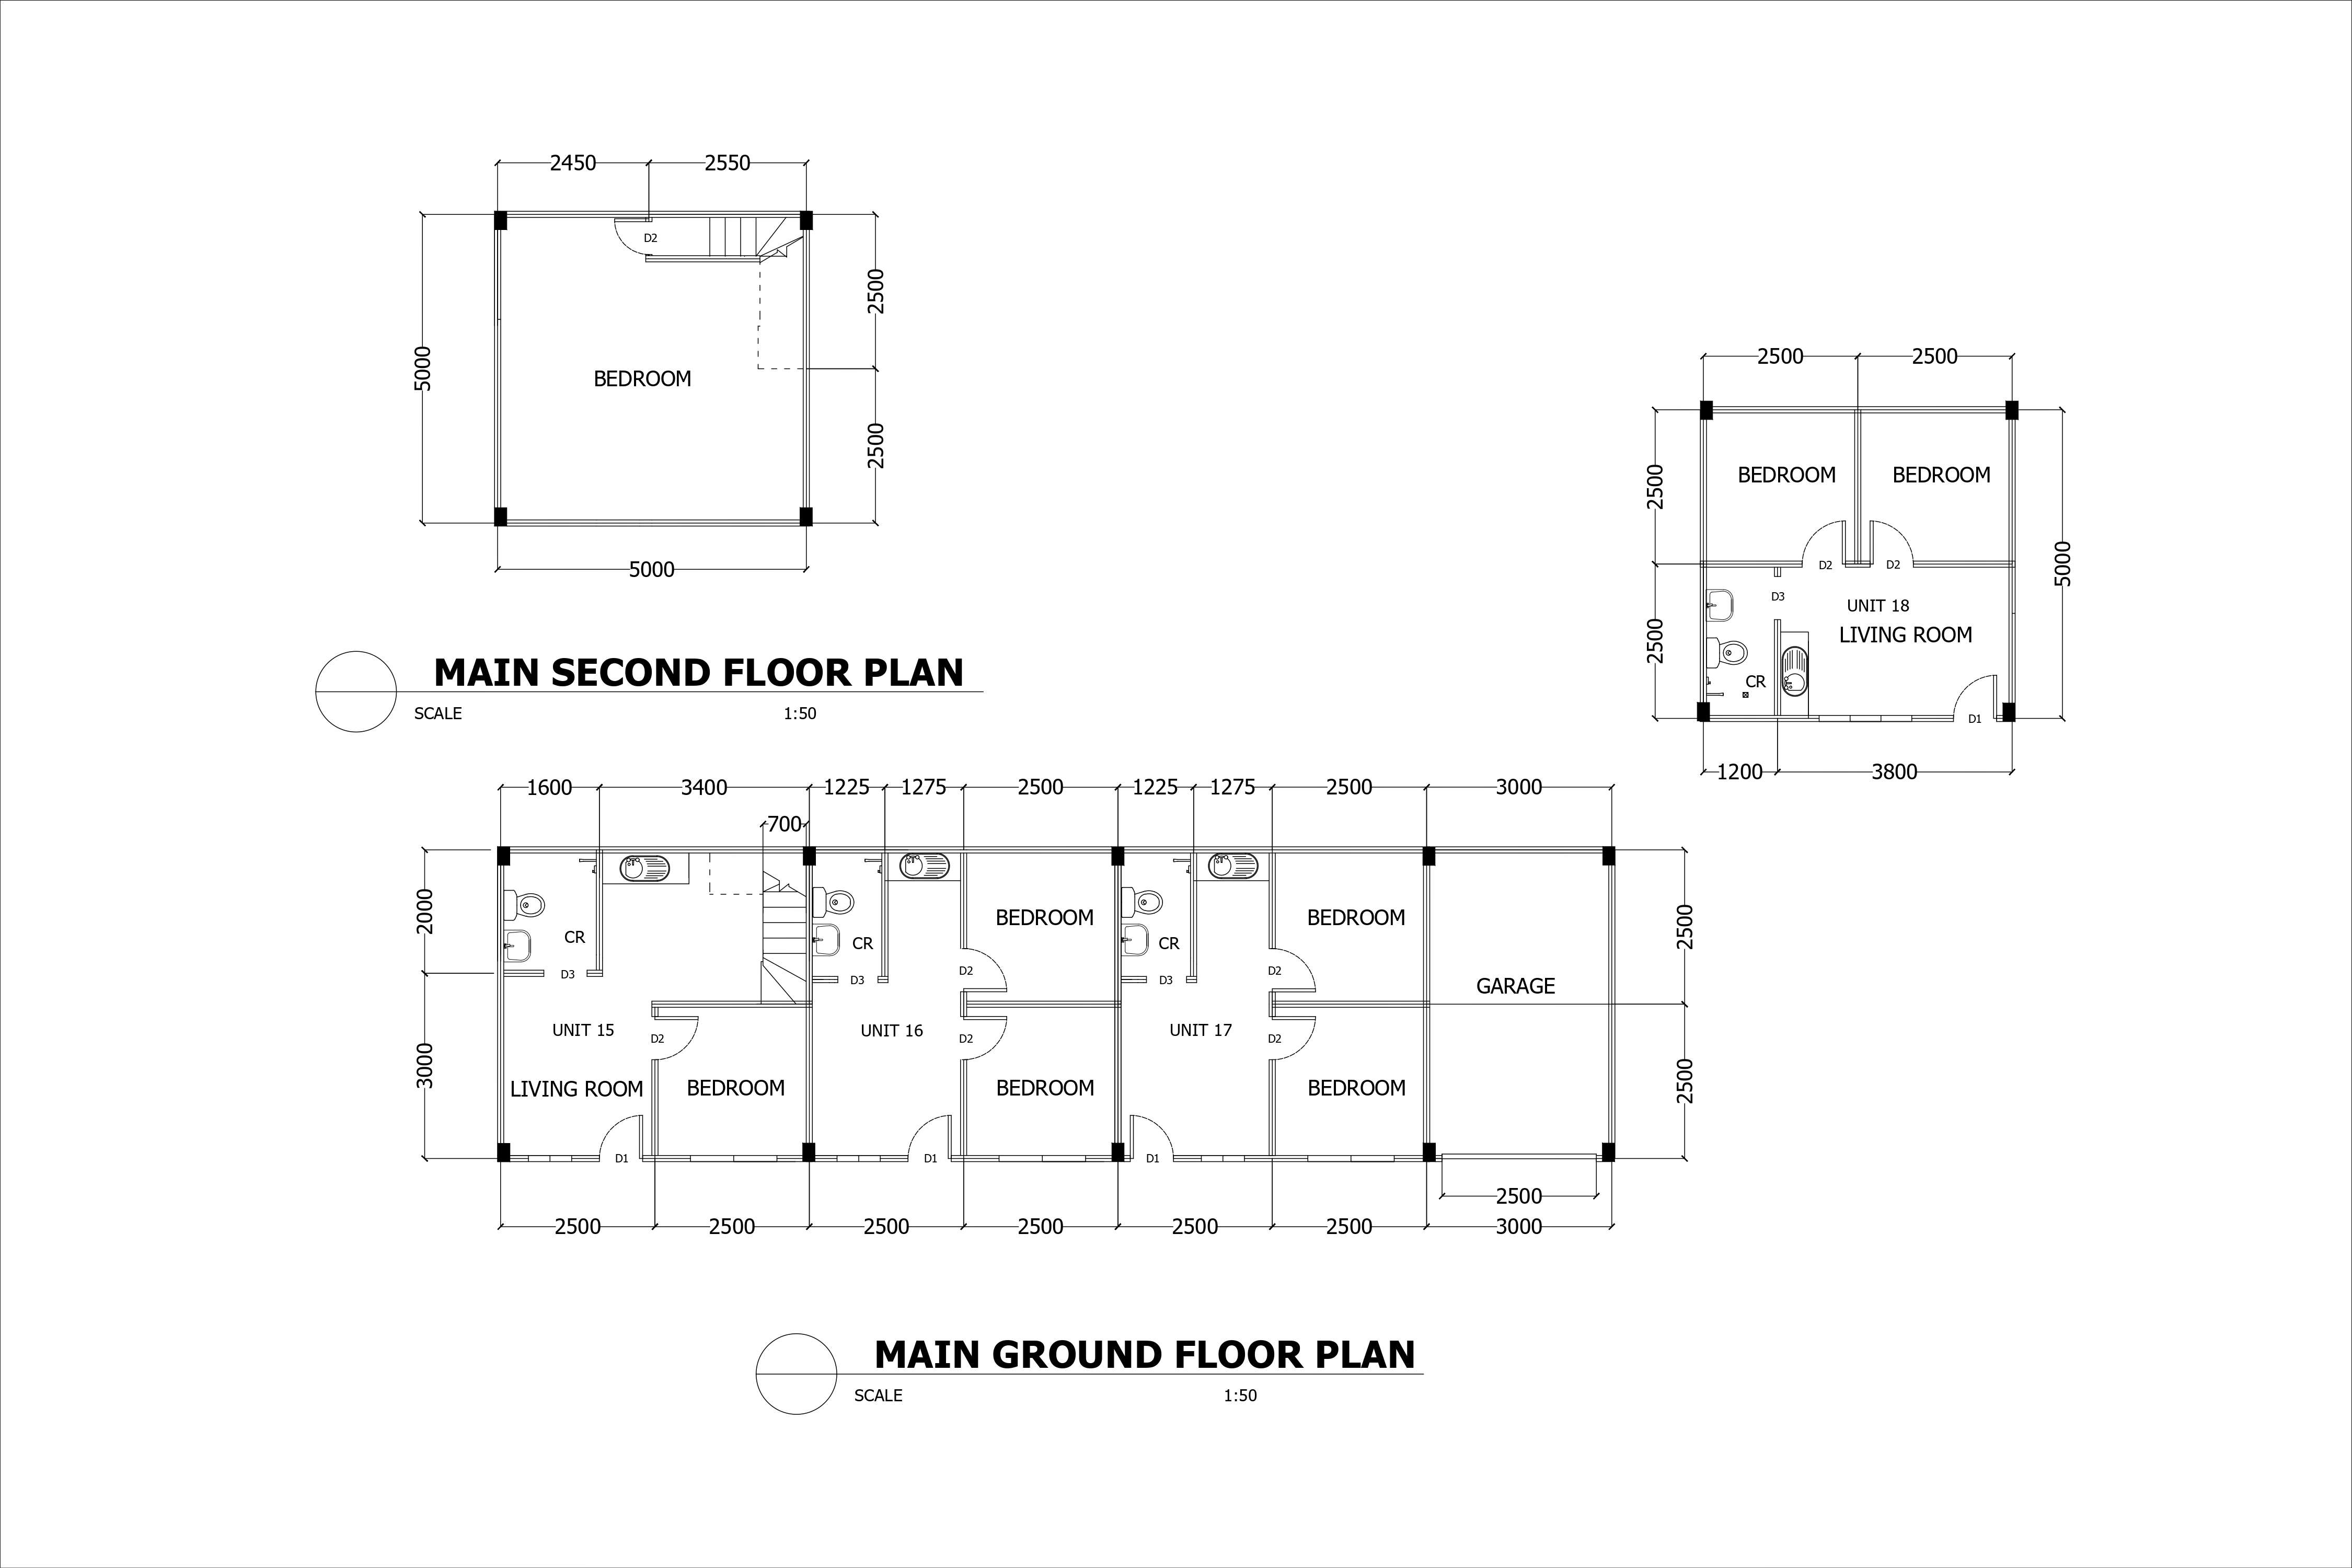 2450 2550
D2
2500
5000
BEDROOM
2500
5000
MAIN SECOND FLOOR PLAN
SCALE 1:50
2500 2500
BEDROOM BEDROOM
2500
D2 D2
5000
D3
UNIT 18
LIVING ROOM
2500
CR
D1
1200 3800
1600 3400 1225 1275 2500 1225 1275 2500 3000
700
2000
BEDROOM BEDROOM
2500
CR CR CR
D3 D2 D3 D2 D3
GARAGE
UNIT 15 UNIT 16 UNIT 17
D2 D2 D2
3000
2500
LIVING ROOM BEDROOM BEDROOM BEDROOM
D1 D1 D1
2500
2500 2500 2500 2500 2500 2500 3000
MAIN GROUND FLOOR PLAN
SCALE 1:50